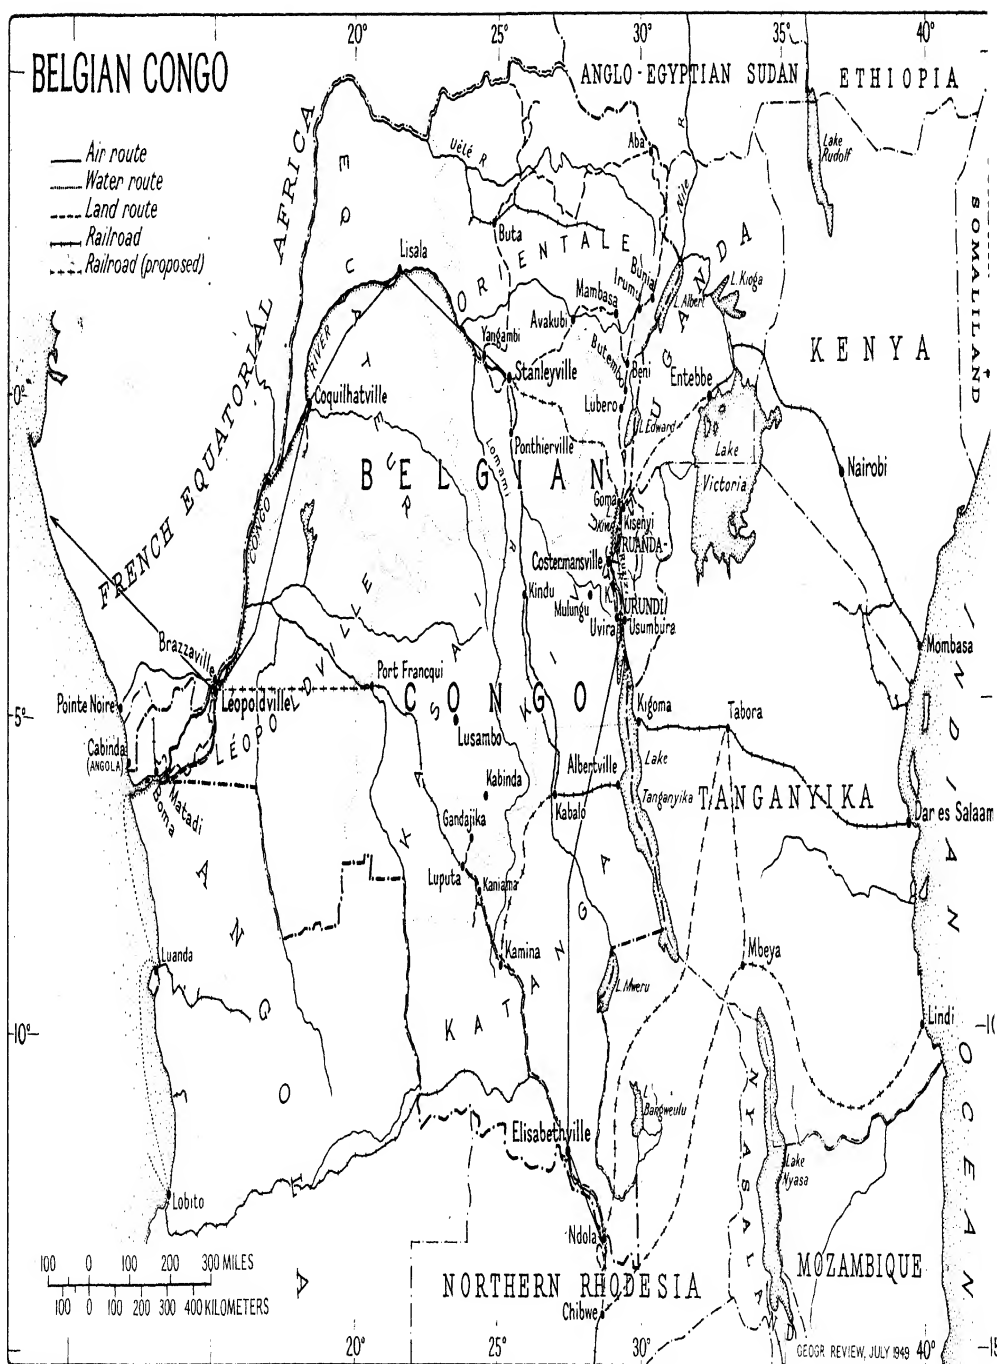 20°
25°
30°
35°
40°
BELGIAN CONGO
ANGLO-EGYPTIAN SUDAN
ETHIOPIA
Air route
Water route
Land route
Railroad
Railroad (proposed)
FRENCH EQUATORIAL AFRICA
EQUATEUR
Uélé R
Aba
Nile R
Lake Rudolf
SOMALILAND
Lisala
Buta
ORIENTALE
UGANDA
Bunia
Irumu
L. Albert
L. Kioga
Mambasa
Avakubi
KENYA
RIVER
Yangambi
Stanleyville
Butembo
Beni
Entebbe
0°
Coquilhatville
Lubero
L. Edward
Ponthierville
Lomami R
Lake Victoria
Nairobi
BELGIAN
CONGO
Goma
Kisenyi
RUANDA-
Costermansville
Kindu
Mulungu
URUNDI
Uvira
Usumbura
Mombasa
Brazzaville
Port Francqui
Pointe Noire
Léopoldville
LÉOPOLDVILLE
CONGO
KIVU
KASAI
Kigoma
Tabora
5°
Cabinda
(ANGOLA)
Lusambo
Albertville
Lake Tanganyika
TANGANYIKA
Dar es Salaam
Boma
Matadi
Kabinda
Kabalo
Gandajika
Luputa
Kaniama
INDIAN OCEAN
Luanda
Kamina
Mbeya
L. Mweru
ANGOLA
10°
KATANGA
Lindi
10
L. Bangweulu
NYASALAND
Elisabethville
Lake Nyasa
Lobito
Ndola
100 0 100 200 300 MILES
100 0 100 200 300 400 KILOMETERS
NORTHERN RHODESIA
MOZAMBIQUE
Chibwe
20°
25°
30°
40°
GEOGR. REVIEW, JULY 1949